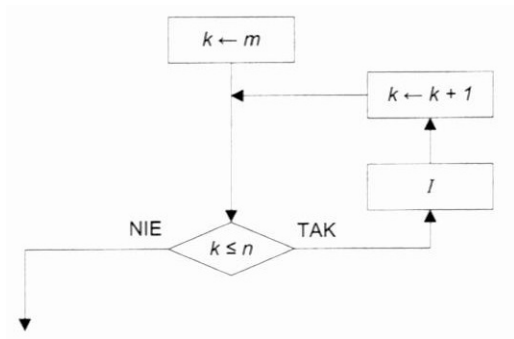 k ← m
k ← k + 1
I
NIE
TAK
k ≤ n